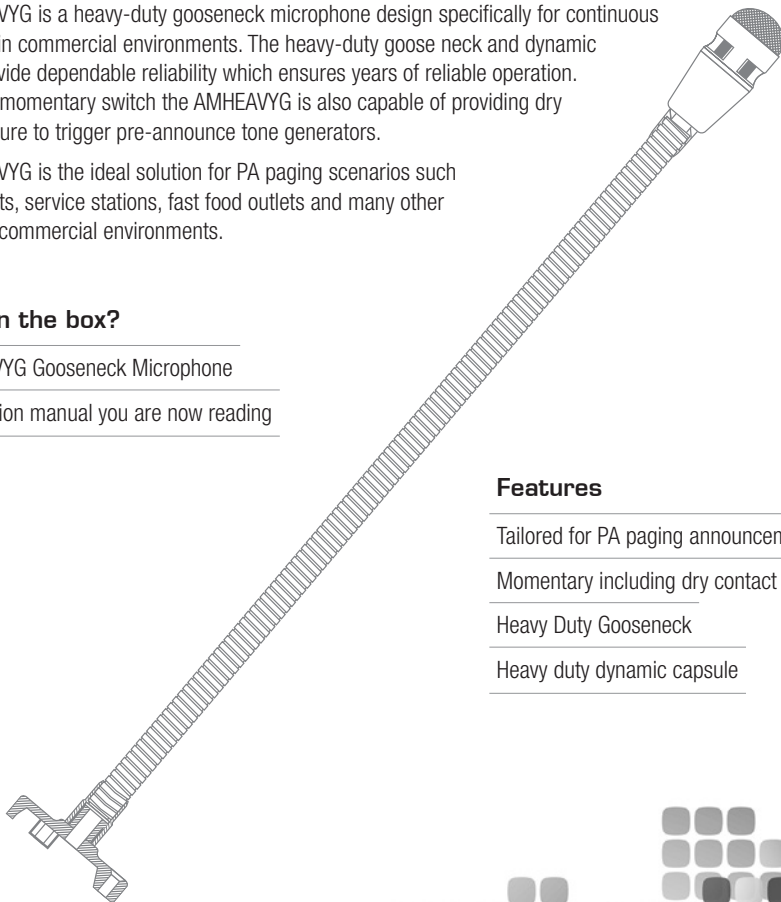 VYG is a heavy-duty gooseneck microphone design specifically for continuous
in commercial environments. The heavy-duty goose neck and dynamic
vide dependable reliability which ensures years of reliable operation.
momentary switch the AMHEAVYG is also capable of providing dry
ure to trigger pre-announce tone generators.
VYG is the ideal solution for PA paging scenarios such
ts, service stations, fast food outlets and many other
commercial environments.
n the box?
VYG Gooseneck Microphone
ion manual you are now reading
Features
Tailored for PA paging announcem
Momentary including dry contact
Heavy Duty Gooseneck
Heavy duty dynamic capsule